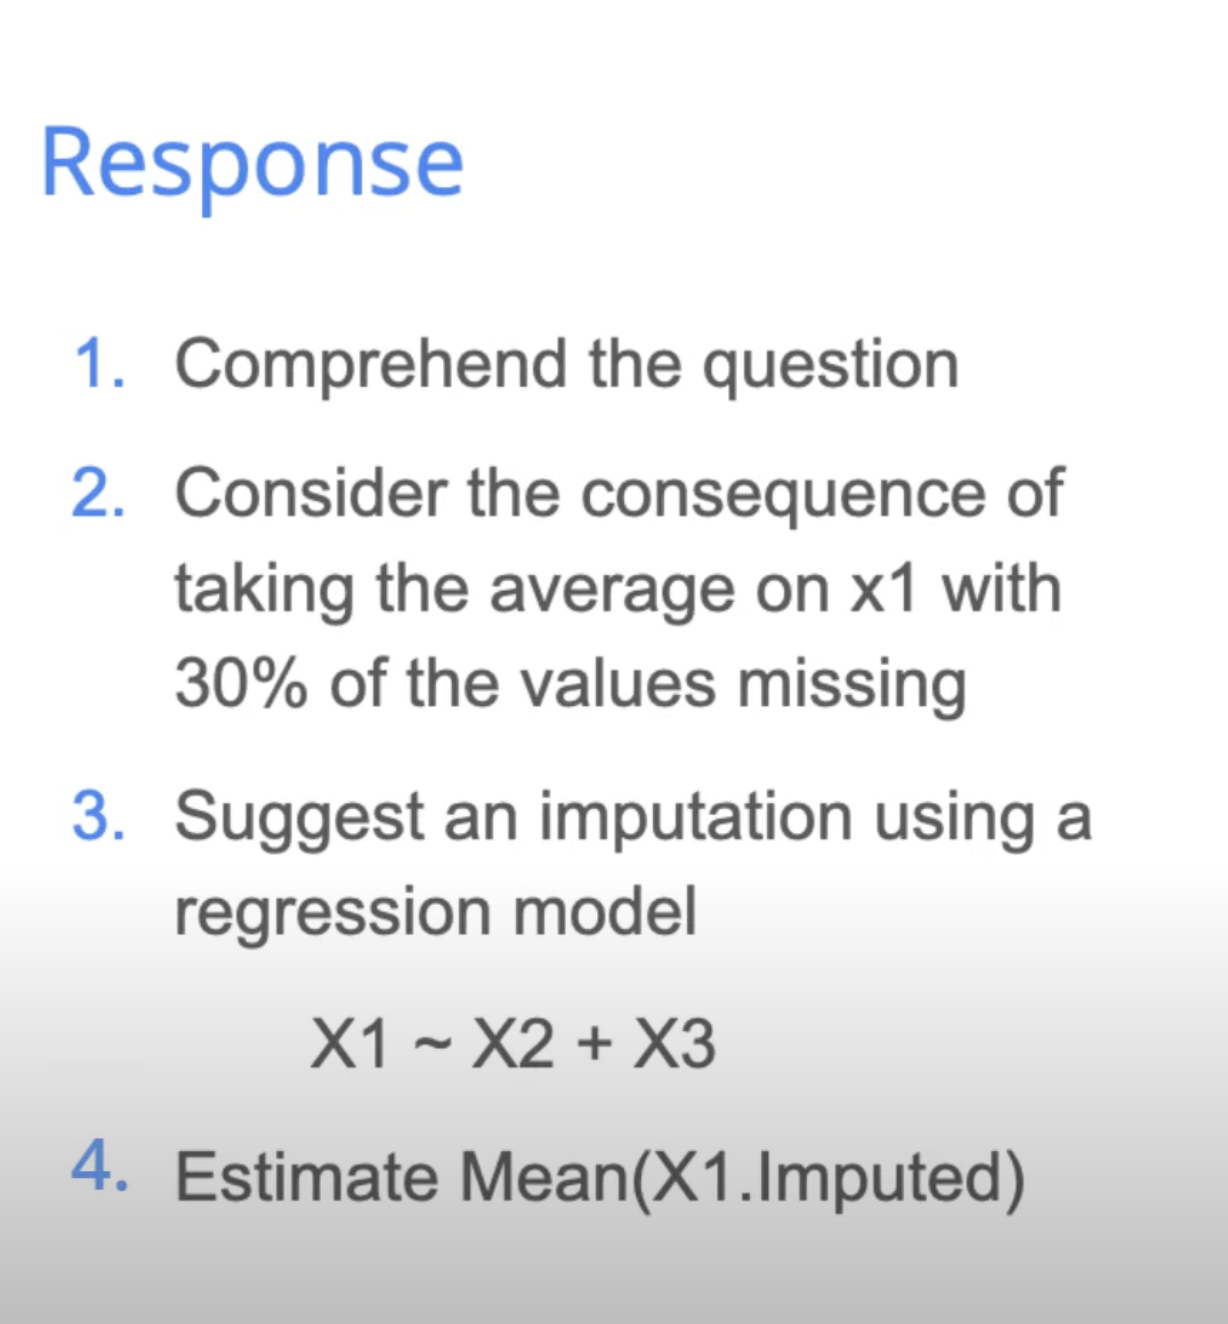 Response
1. Comprehend the question
2. Consider the consequence of
taking the average on x1 with
30% of the values missing
3. Suggest an imputation using a
regression model
X1 ~ X2 + X3
4. Estimate Mean(X1.Imputed)